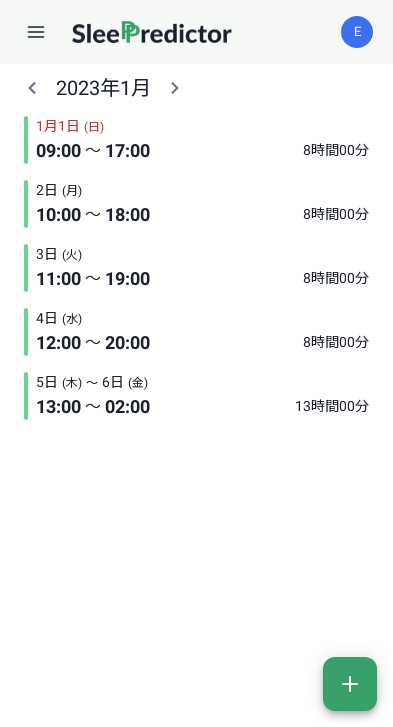 SleePredictor
E
2023年1月
1月1日 (日)
09:00 〜 17:00 8時間00分
2日 (月)
10:00 〜 18:00 8時間00分
3日 (火)
11:00 〜 19:00 8時間00分
4日 (水)
12:00 〜 20:00 8時間00分
5日 (木) 〜 6日 (金)
13:00 〜 02:00 13時間00分